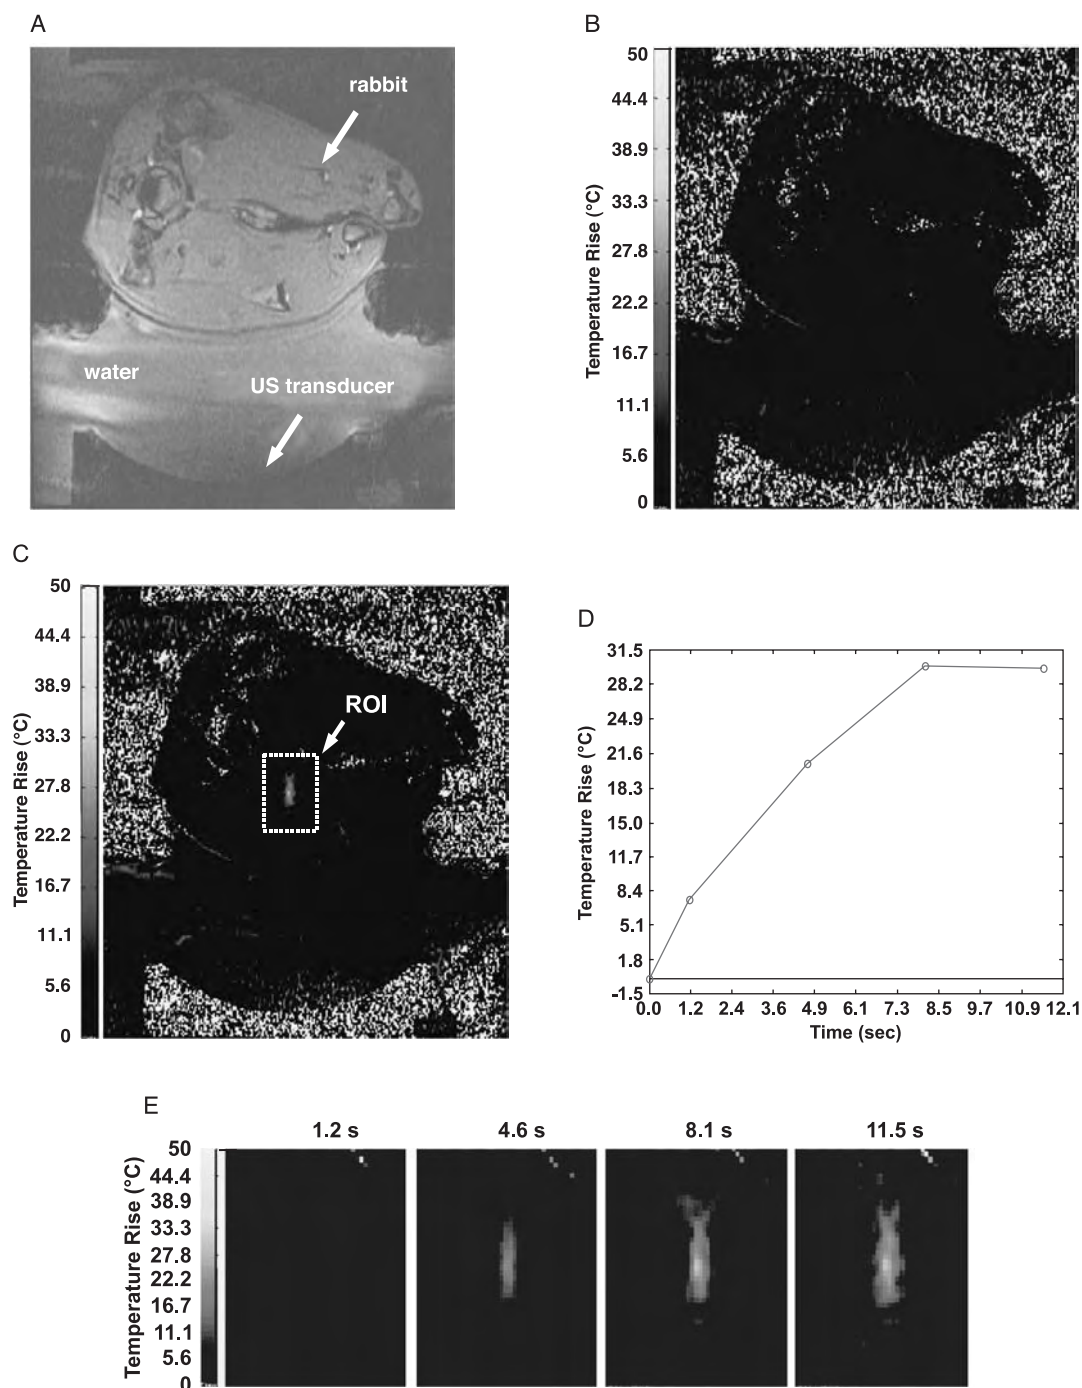 A
rabbit
water
US transducer
B
50
44.4
38.9
33.3
27.8
22.2
16.7
11.1
5.6
0
Temperature Rise (°C)
C
50
44.4
38.9
33.3
27.8
22.2
16.7
11.1
5.6
0
Temperature Rise (°C)
ROI
D
31.5
28.2
24.9
21.6
18.3
15.0
11.7
8.4
5.1
1.8
-1.5
Temperature Rise (°C)
0.0 1.2 2.4 3.6 4.9 6.1 7.3 8.5 9.7 10.9 12.1
Time (sec)
E
1.2 s 4.6 s 8.1 s 11.5 s
50
44.4
38.9
33.3
27.8
22.2
16.7
11.1
5.6
0
Temperature Rise (°C)